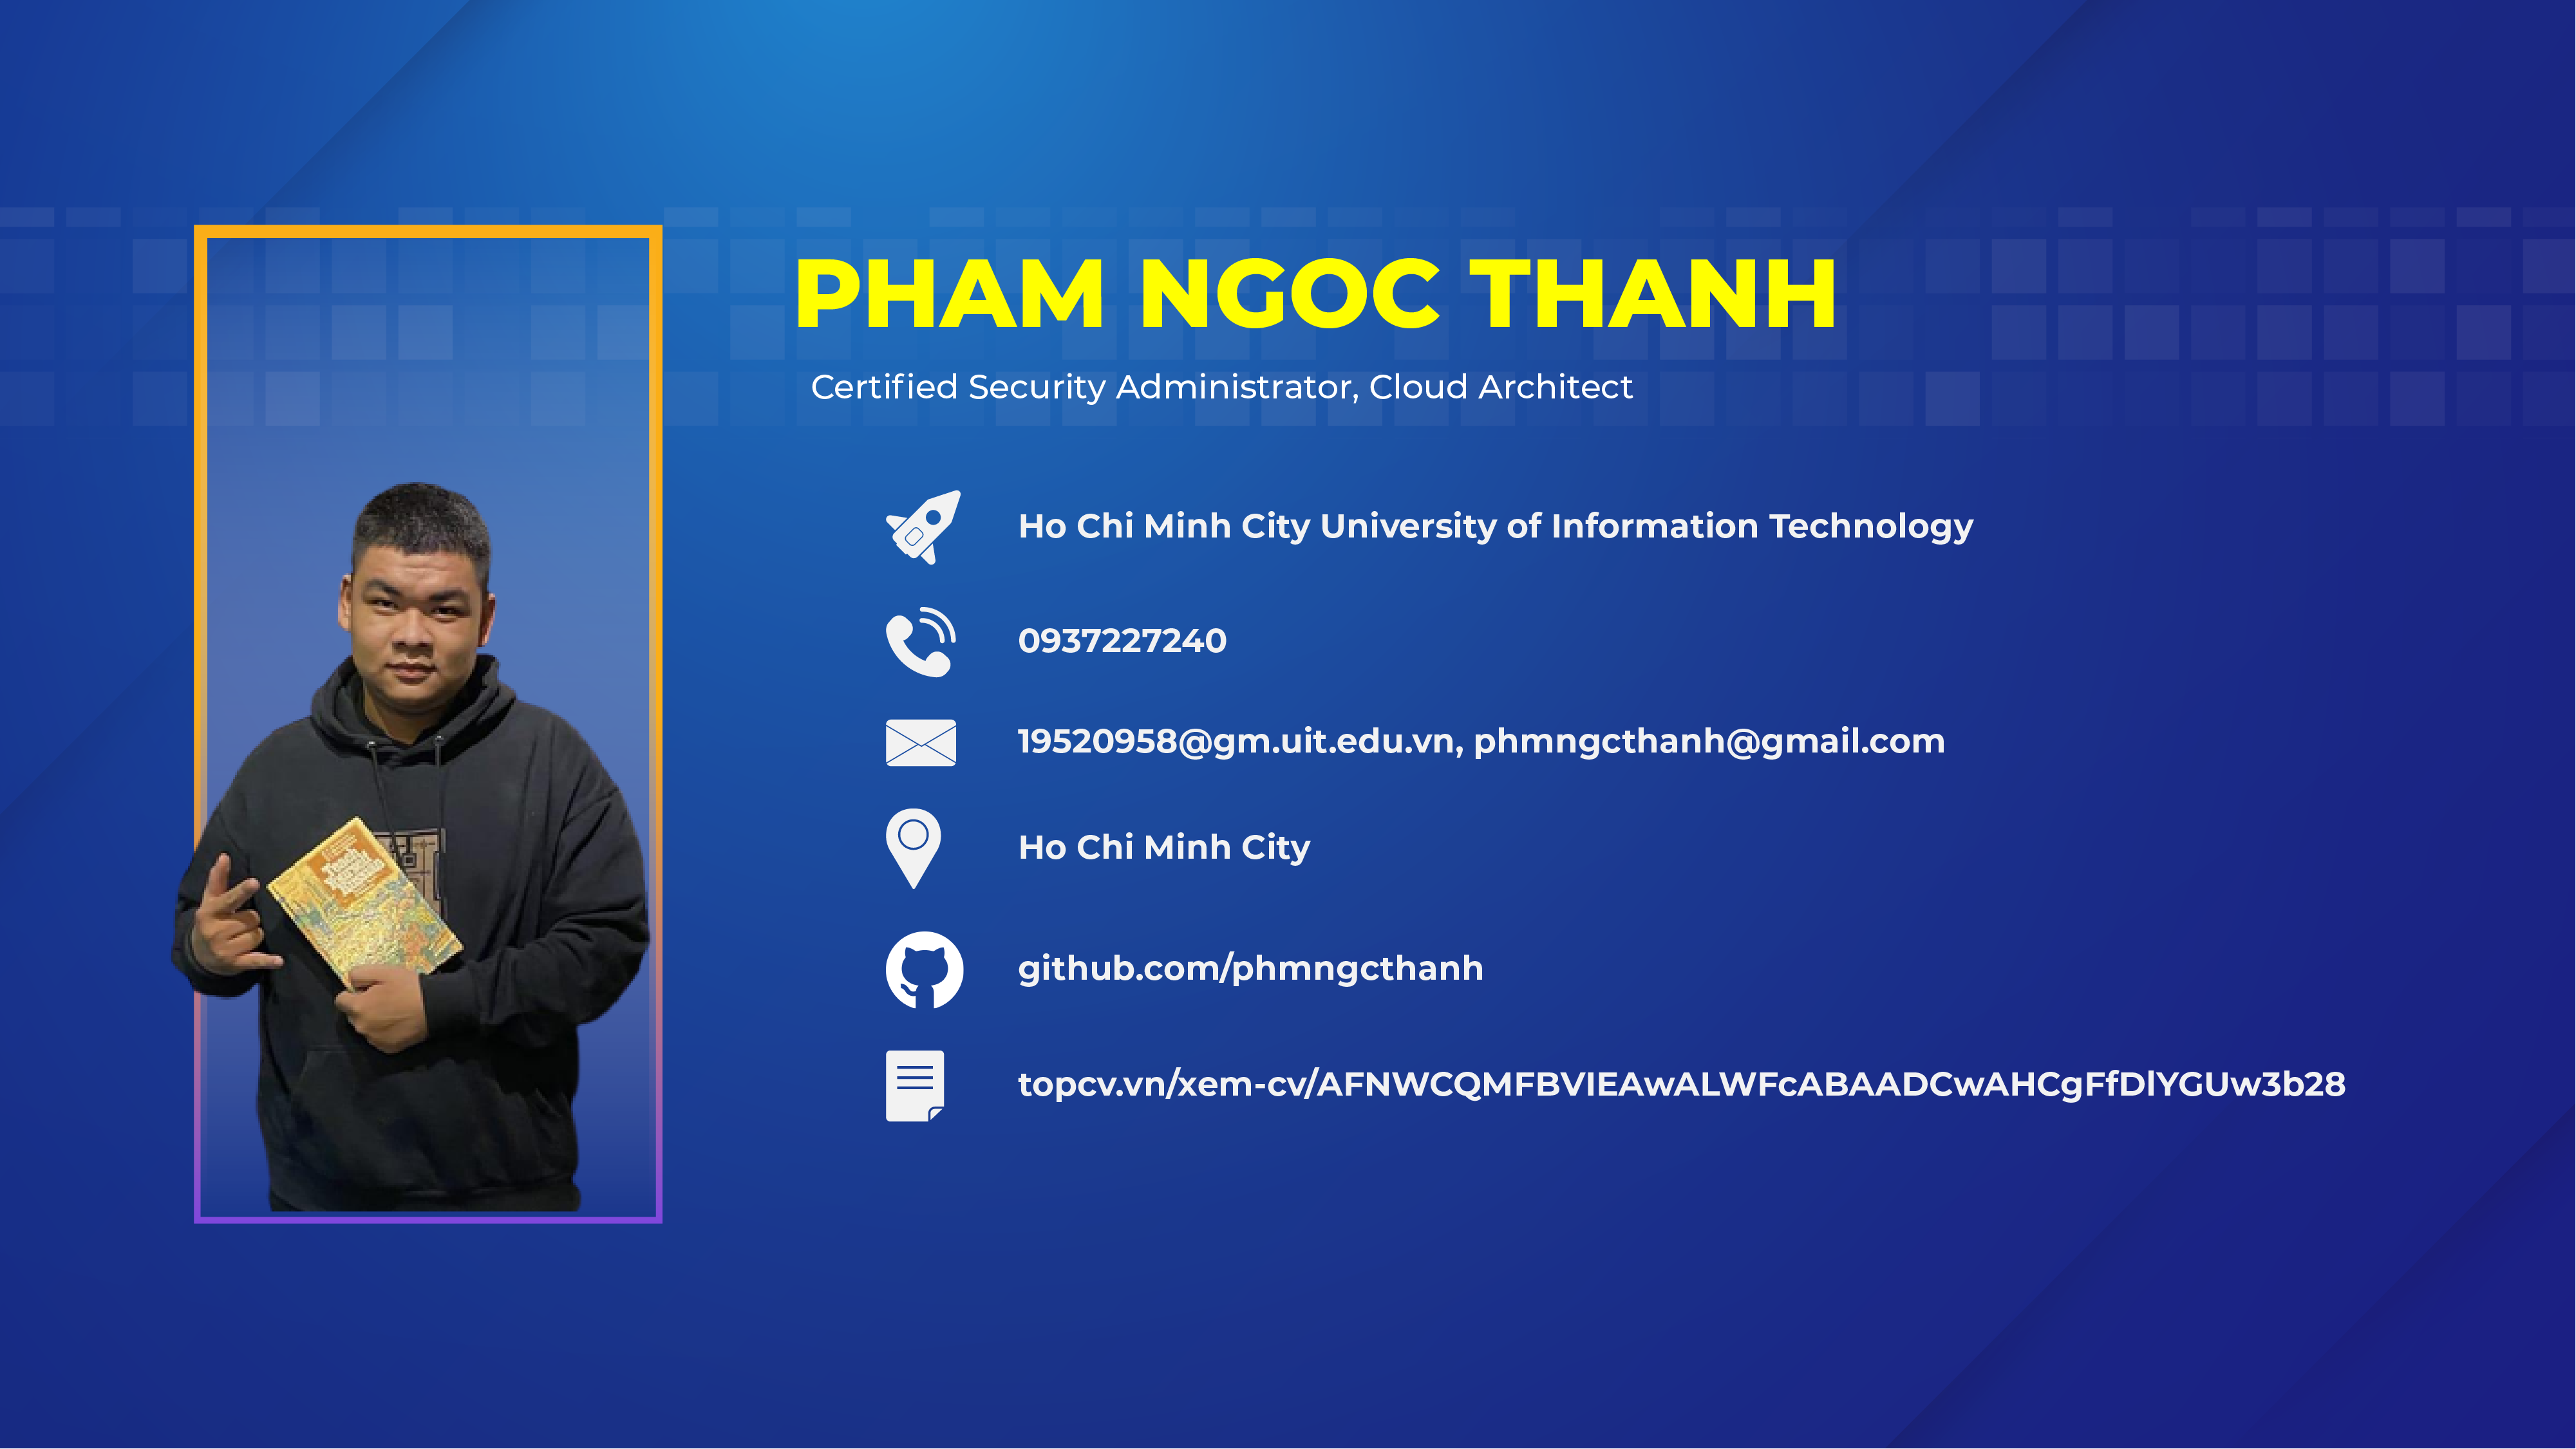 PHAM NGOC THANH
Certified Security Administrator, Cloud Architect
Ho Chi Minh City University of Information Technology
0937227240
19520958@gm.uit.edu.vn, phmngcthanh@gmail.com
Ho Chi Minh City
github.com/phmngcthanh
topcv.vn/xem-cv/AFNWCQMFBVIEAwALWFcABAADCwAHCgFfDlYGUw3b28